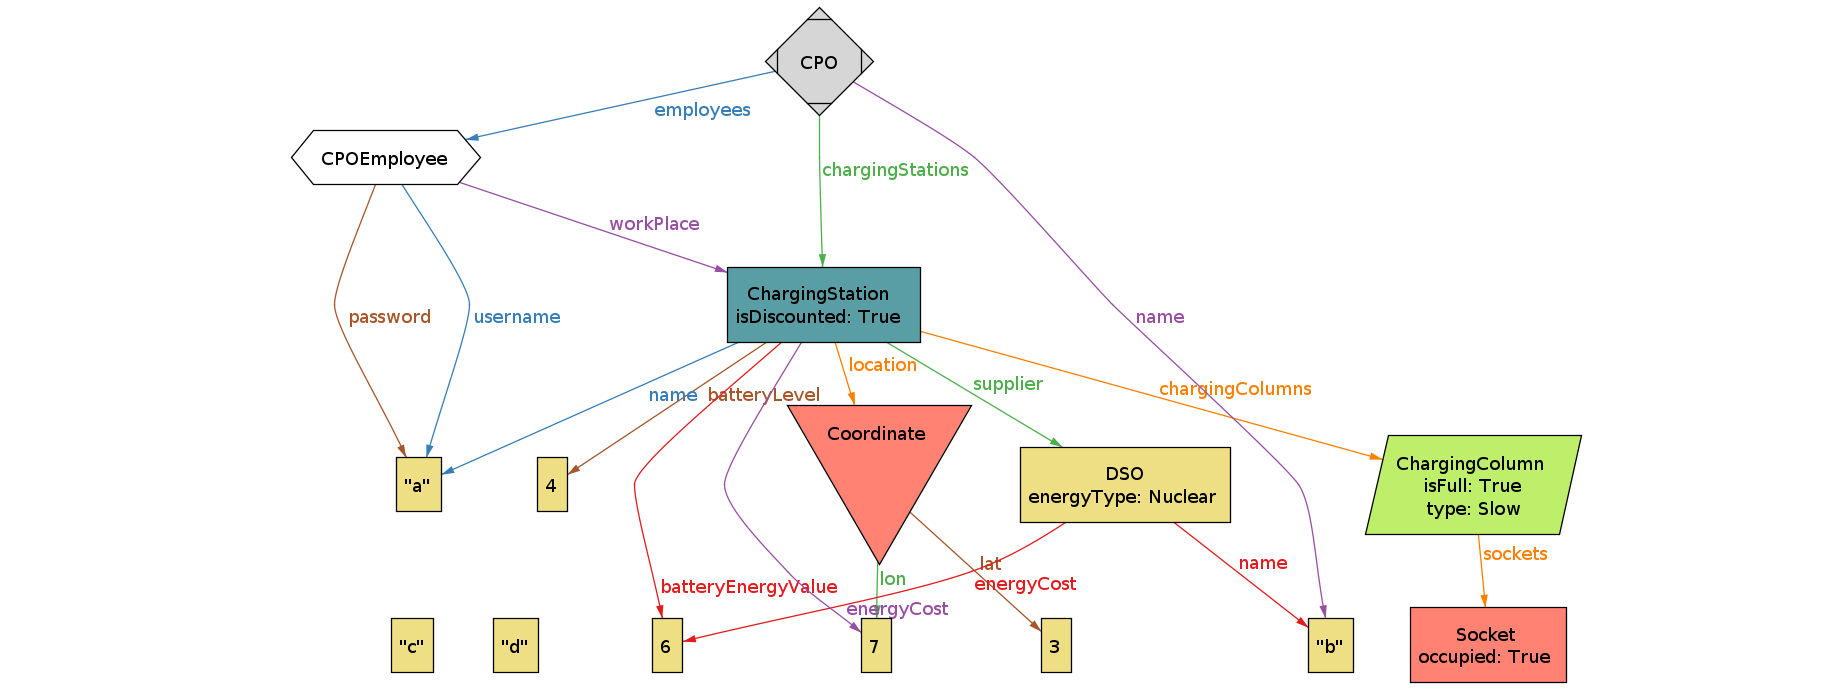 CPO
employees
CPOEmployee
chargingStations
workPlace
ChargingStation
isDiscounted: True
password
username
name
location
supplier
chargingColumns
name
batteryLevel
Coordinate
"a"
4
DSO
energyType: Nuclear
ChargingColumn
isFull: True
type: Slow
sockets
lat
name
lon
energyCost
batteryEnergyValue
energyCost
"c"
"d"
6
7
3
"b"
Socket
occupied: True